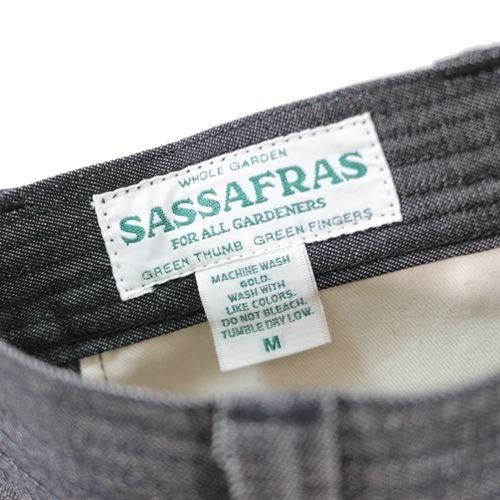 WHOLE GARDEN
SASSAFRAS
FOR ALL GARDENERS
GREEN THUMB GREEN FINGERS
MACHINE WASH
GOLD.
WASH WITH
LIKE COLORS.
DO NOT BLEACH.
TUMBLE DRY LOW.
M